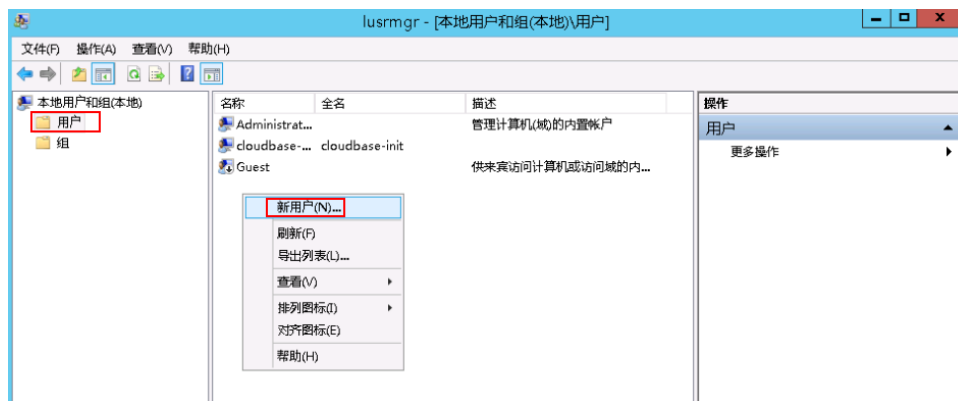 lusrmgr - [本地用户和组(本地)\用户]
文件(F) 操作(A) 查看(V) 帮助(H)
本地用户和组(本地)
用户
组
名称 全名 描述
Administrat... 管理计算机(域)的内置帐户
cloudbase-... cloudbase-init
Guest 供来宾访问计算机或访问域的内...
新用户(N)...
刷新(F)
导出列表(L)...
查看(V)
排列图标(I)
对齐图标(E)
帮助(H)
操作
用户
更多操作